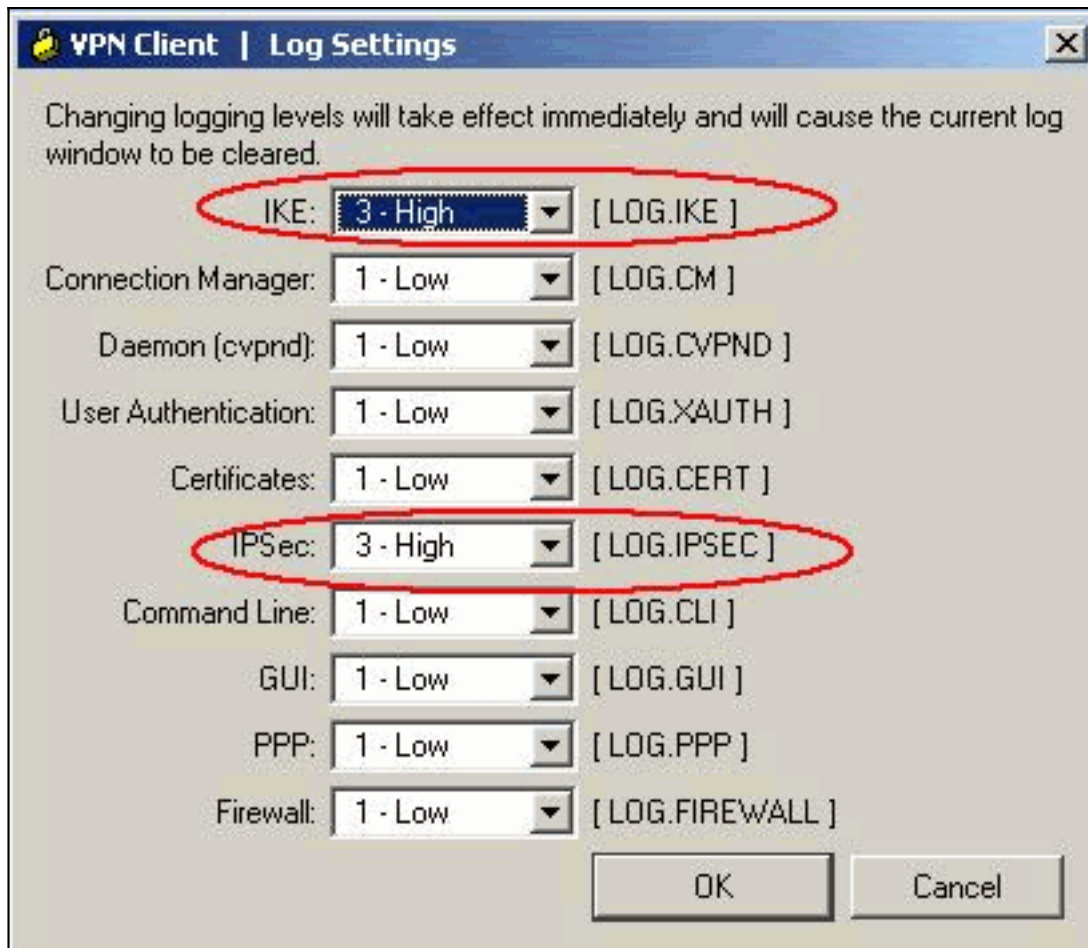 VPN Client | Log Settings
Changing logging levels will take effect immediately and will cause the current log
window to be cleared.
IKE: 3 - High [ LOG.IKE ]
Connection Manager: 1 - Low [ LOG.CM ]
Daemon (cvpnd): 1 - Low [ LOG.CVPND ]
User Authentication: 1 - Low [ LOG.XAUTH ]
Certificates: 1 - Low [ LOG.CERT ]
IPSec: 3 - High [ LOG.IPSEC ]
Command Line: 1 - Low [ LOG.CLI ]
GUI: 1 - Low [ LOG.GUI ]
PPP: 1 - Low [ LOG.PPP ]
Firewall: 1 - Low [ LOG.FIREWALL ]
OK Cancel